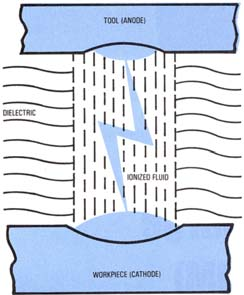 TOOL (ANODE)
DIELECTRIC
IONIZED FLUID
WORKPIECE (CATHODE)